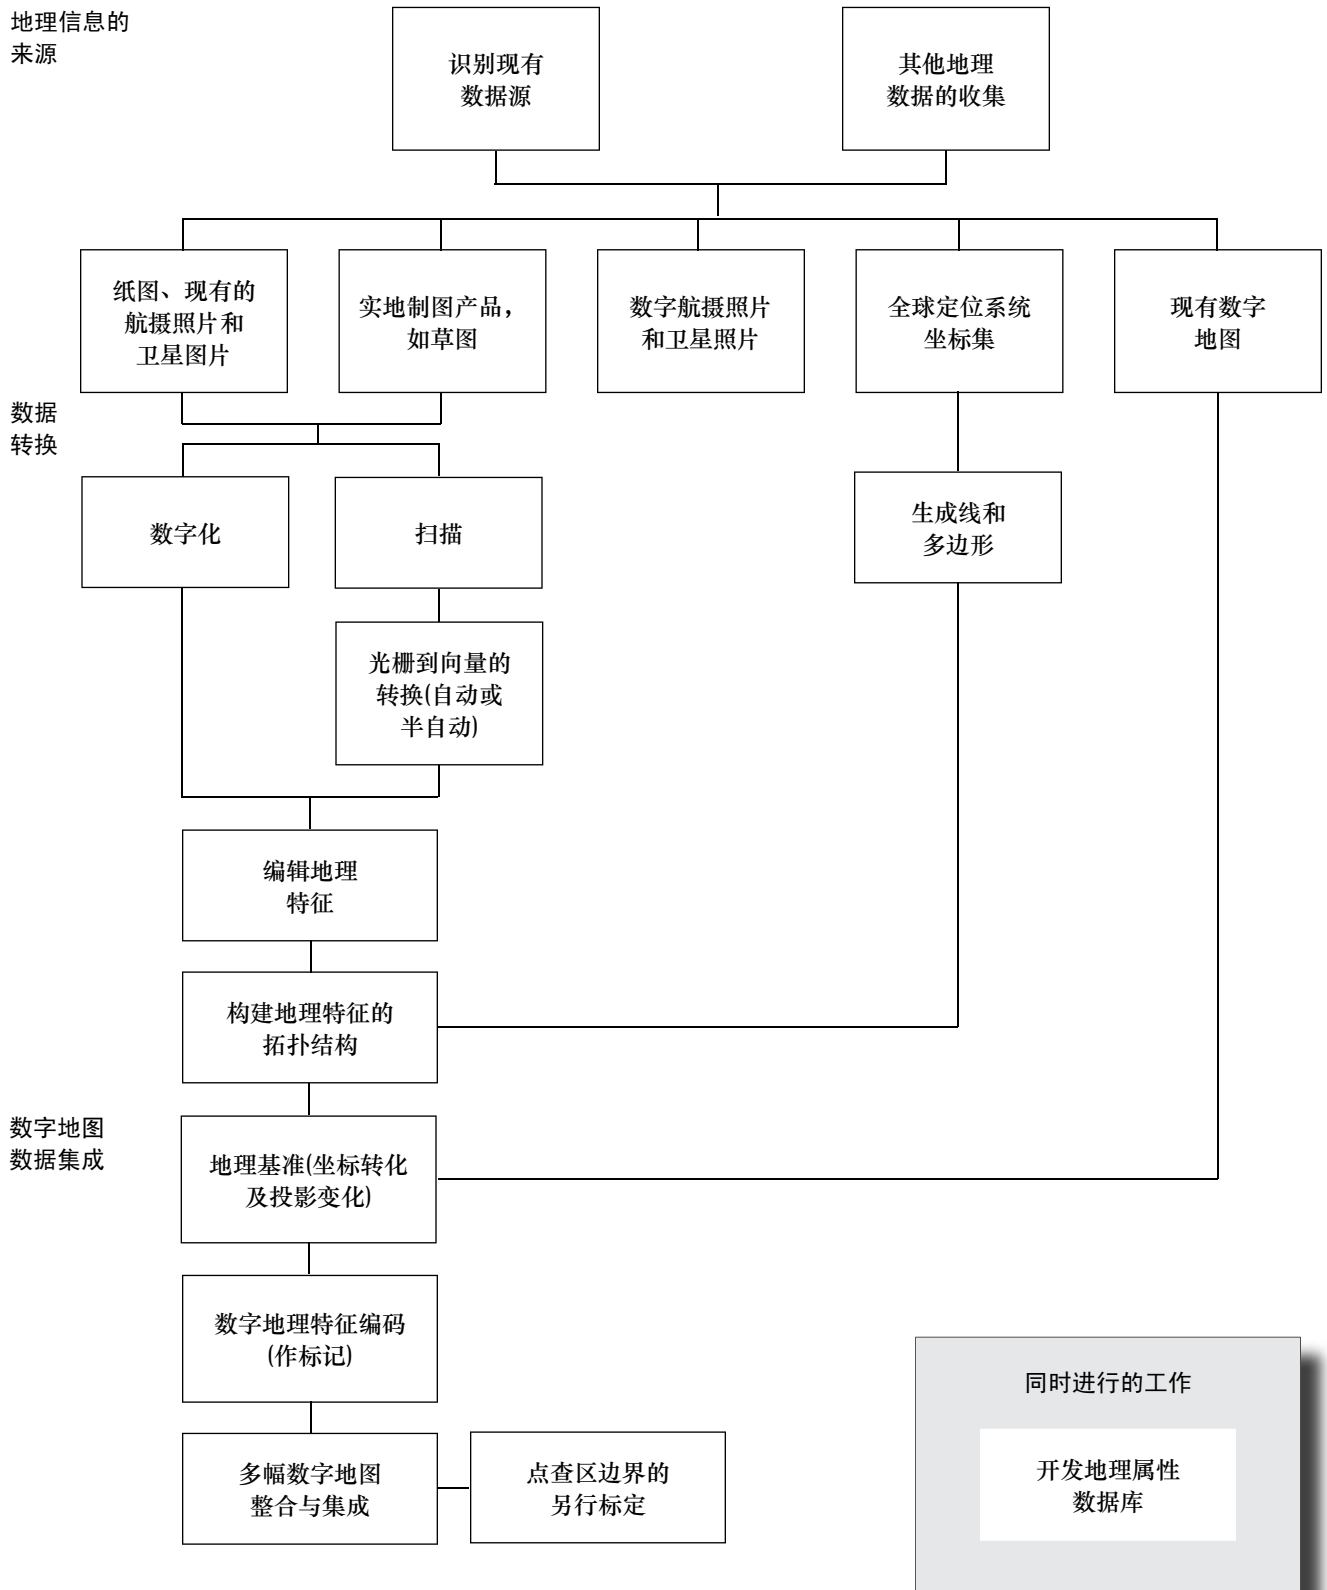 地理信息的
来源
识别现有
数据源
其他地理
数据的收集
纸图、现有的
航摄照片和
卫星图片
实地制图产品，
如草图
数字航摄照片
和卫星照片
全球定位系统
坐标集
现有数字
地图
数据
转换
数字化
扫描
生成线和
多边形
光栅到向量的
转换(自动或
半自动)
编辑地理
特征
构建地理特征的
拓扑结构
数字地图
数据集成
地理基准(坐标转化
及投影变化)
数字地理特征编码
(作标记)
多幅数字地图
整合与集成
点查区边界的
另行标定
同时进行的工作
开发地理属性
数据库